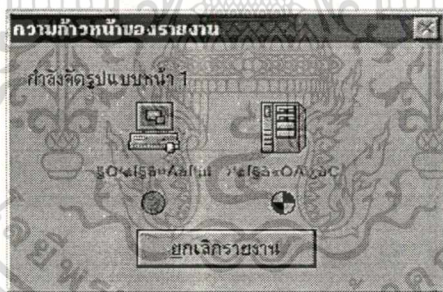 ความก้าวหน้าของรายงาน
กำลังจัดรูปแบบหน้า 1
ยกเลิกรายงาน